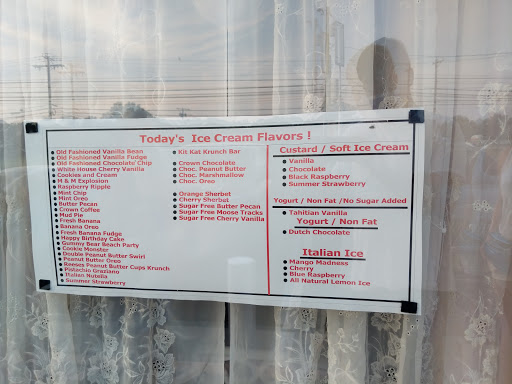 Today's Ice Cream Flavors !
Old Fashioned Vanilla Bean
Old Fashioned Vanilla Fudge
Old Fashioned Chocolate Chip
White House Cherry Vanilla
Cookies and Cream
M & M Explosion
Raspberry Ripple
Mint Chip
Mint Oreo
Butter Pecan
Crown Coffee
Mud Pie
Fresh Banana
Banana Oreo
Fresh Banana Fudge
Happy Birthday Cake
Gummy Bear Beach Party
Cookie Monster
Double Peanut Butter Swirl
Peanut Butter Oreo
Reeses Peanut Butter Cups Krunch
Pistachio Graziano
Italian Nutella
Summer Strawberry
Kit Kat Krunch Bar
Crown Chocolate
Choc. Peanut Butter
Choc. Marshmallow
Choc. Oreo
Orange Sherbet
Cherry Sherbet
Sugar Free Butter Pecan
Sugar Free Moose Tracks
Sugar Free Cherry Vanilla
Custard / Soft Ice Cream
Vanilla
Chocolate
Black Raspberry
Summer Strawberry
Yogurt / Non Fat /No Sugar Added
Tahitian Vanilla
Yogurt / Non Fat
Dutch Chocolate
Italian Ice
Mango Madness
Cherry
Blue Raspberry
All Natural Lemon Ice